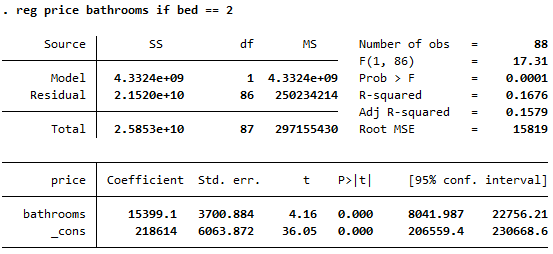 . reg price bathrooms if bed == 2
Source | SS df MS Number of obs = 88
F(1, 86) = 17.31
Model | 4.3324e+09 1 4.3324e+09 Prob > F = 0.0001
Residual | 2.1520e+10 86 250234214 R-squared = 0.1676
Adj R-squared = 0.1579
Total | 2.5853e+10 87 297155430 Root MSE = 15819
price | Coefficient Std. err. t P>|t| [95% conf. interval]
bathrooms | 15399.1 3700.884 4.16 0.000 8041.987 22756.21
_cons | 218614 6063.872 36.05 0.000 206559.4 230668.6